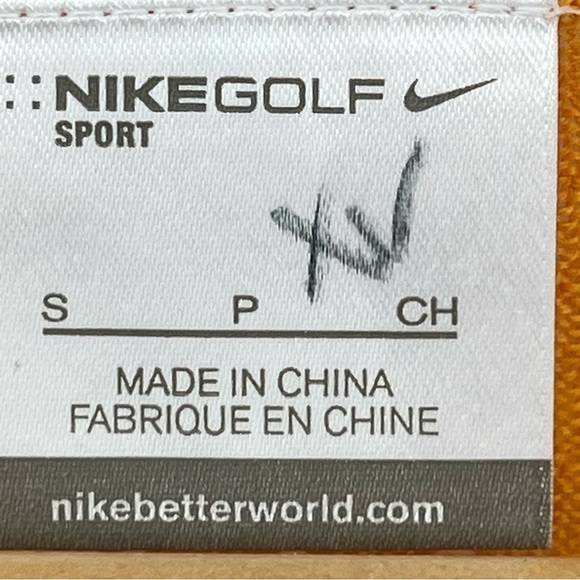 ::NIKEGOLF
SPORT
S P CH
MADE IN CHINA
FABRIQUE EN CHINE
nikebetterworld.com